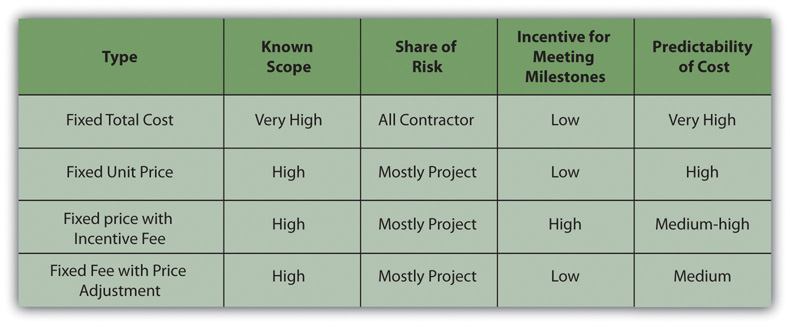 Type
Known
Scope
Share of
Risk
Incentive for
Meeting
Milestones
Predictability
of Cost
Fixed Total Cost
Very High
All Contractor
Low
Very High
Fixed Unit Price
High
Mostly Project
Low
High
Fixed price with
Incentive Fee
High
Mostly Project
High
Medium-high
Fixed Fee with Price
Adjustment
High
Mostly Project
Low
Medium